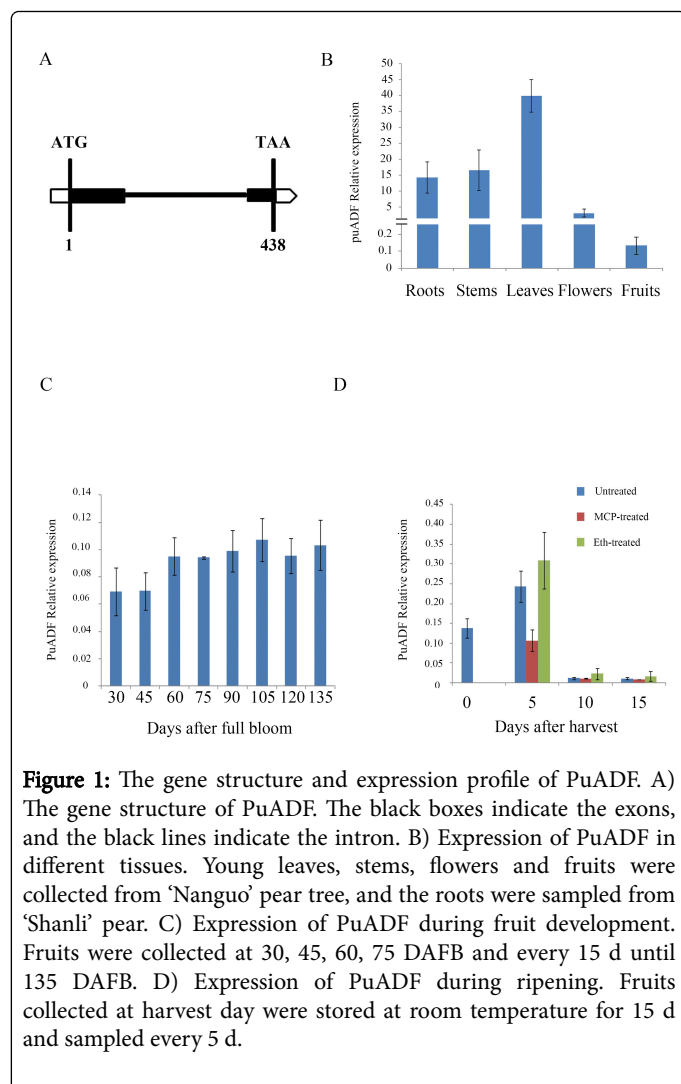 A
ATG TAA
1 438
B
puADF Relative expression
50
45
40
35
30
25
20
15
10
5
0.2
0
Roots Stems Leaves Flowers Fruits
C
PuADF Relative expression
0.14
0.12
0.10
0.08
0.06
0.04
0.02
0
30 45 60 75 90 105 120 135
Days after full bloom
D
PuADF Relative expression
0.45
0.40
0.35
0.30
0.25
0.20
0.15
0.10
0.05
0
Untreated
MCP-treated
Eth-treated
0 5 10 15
Days after harvest
Figure 1: The gene structure and expression profile of PuADF. A)
The gene structure of PuADF. The black boxes indicate the exons,
and the black lines indicate the intron. B) Expression of PuADF in
different tissues. Young leaves, stems, flowers and fruits were
collected from ‘Nanguo’ pear tree, and the roots were sampled from
‘Shanli’ pear. C) Expression of PuADF during fruit development.
Fruits were collected at 30, 45, 60, 75 DAFB and every 15 d until
135 DAFB. D) Expression of PuADF during ripening. Fruits
collected at harvest day were stored at room temperature for 15 d
and sampled every 5 d.